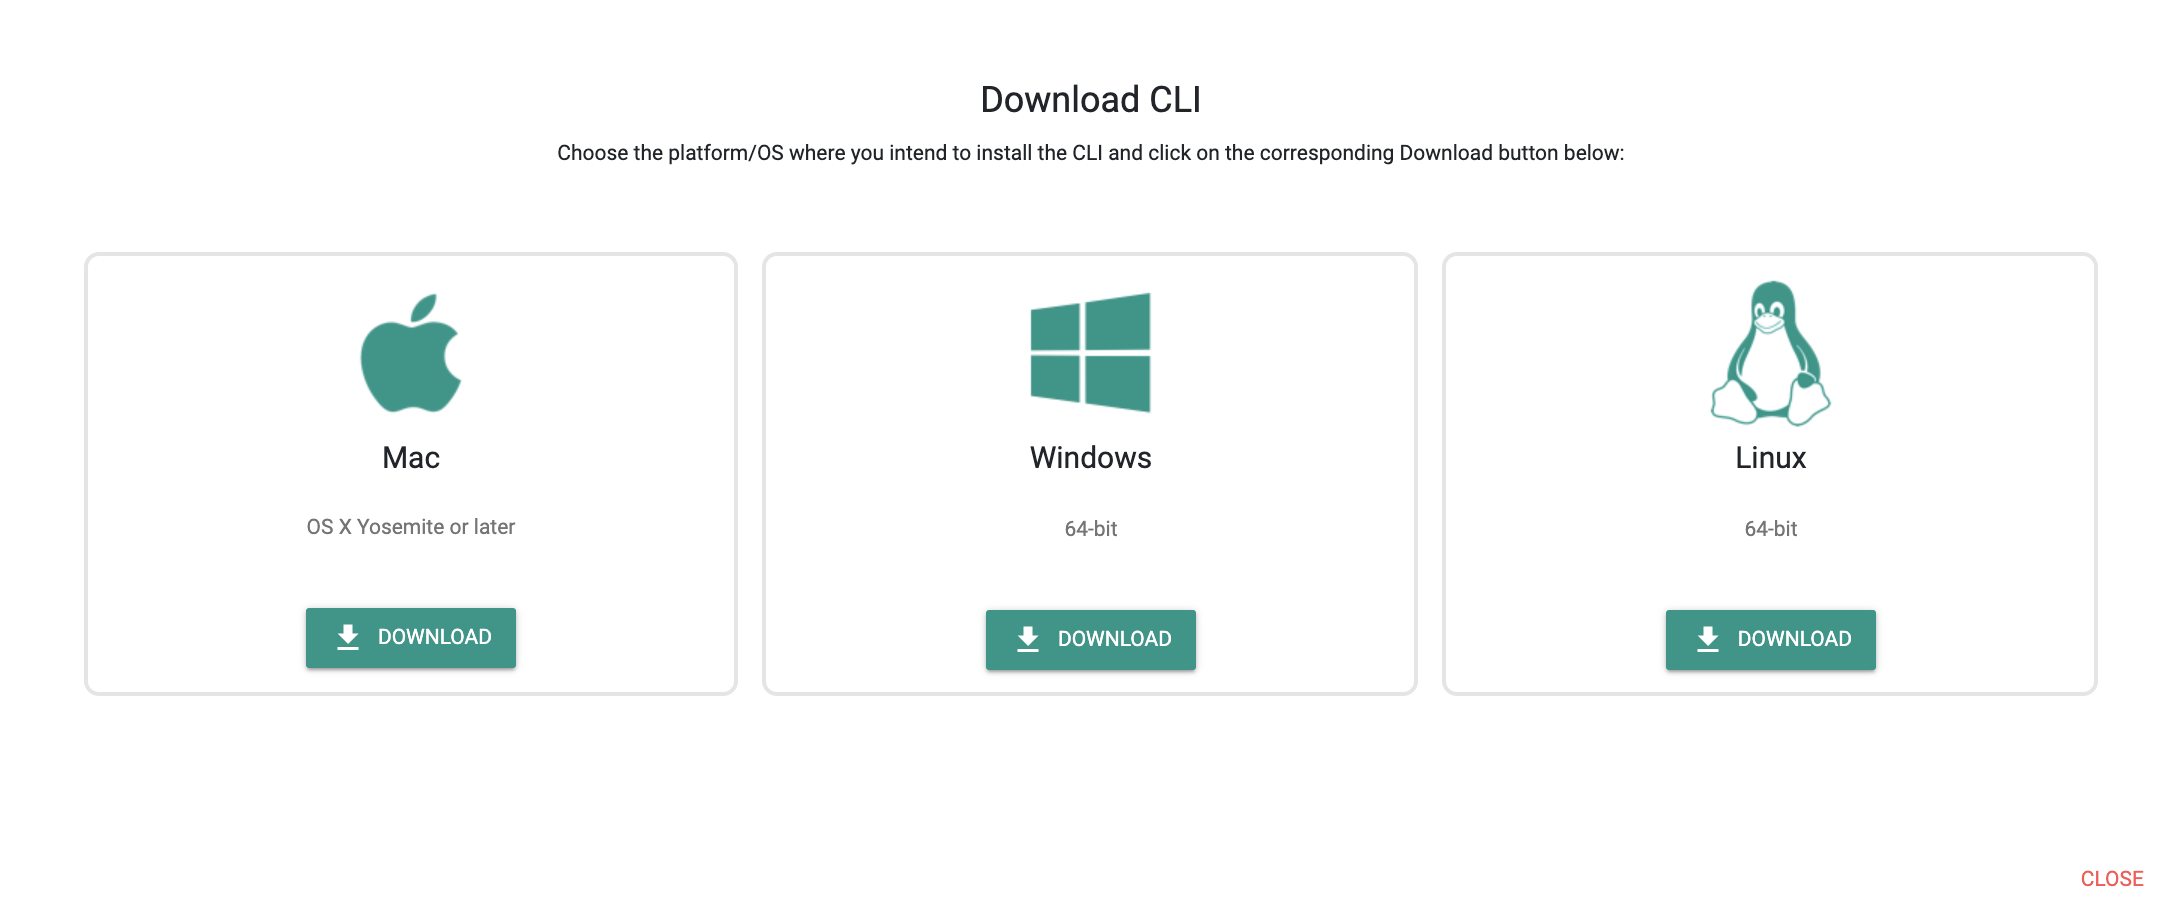 Download CLI
Choose the platform/OS where you intend to install the CLI and click on the corresponding Download button below:
Mac
OS X Yosemite or later
DOWNLOAD
Windows
64-bit
DOWNLOAD
Linux
64-bit
DOWNLOAD
CLOSE